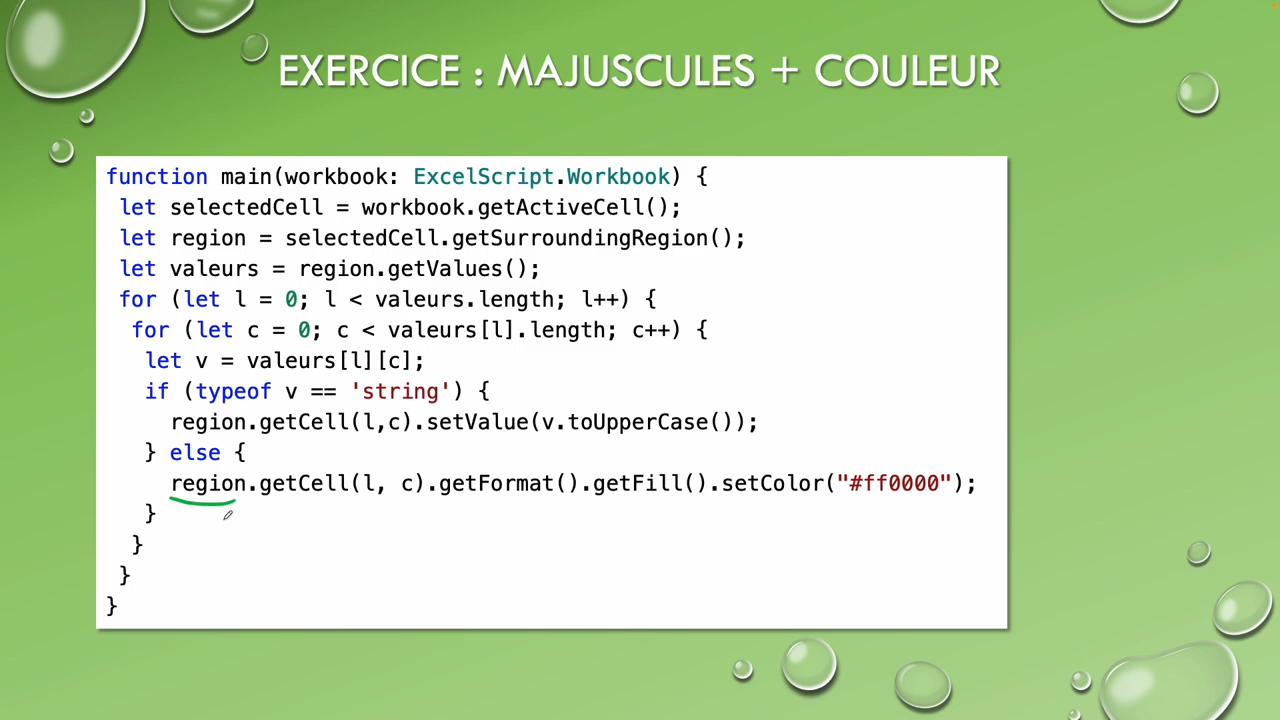 EXERCICE : MAJUSCULES + COULEUR
function main(workbook: ExcelScript.Workbook) {
let selectedCell = workbook.getActiveCell();
let region = selectedCell.getSurroundingRegion();
let valeurs = region.getValues();
for (let l = 0; l < valeurs.length; l++) {
for (let c = 0; c < valeurs[l].length; c++) {
let v = valeurs[l][c];
if (typeof v == 'string') {
region.getCell(l,c).setValue(v.toUpperCase());
} else {
region.getCell(l, c).getFormat().getFill().setColor("#ff0000");
}
}
}
}